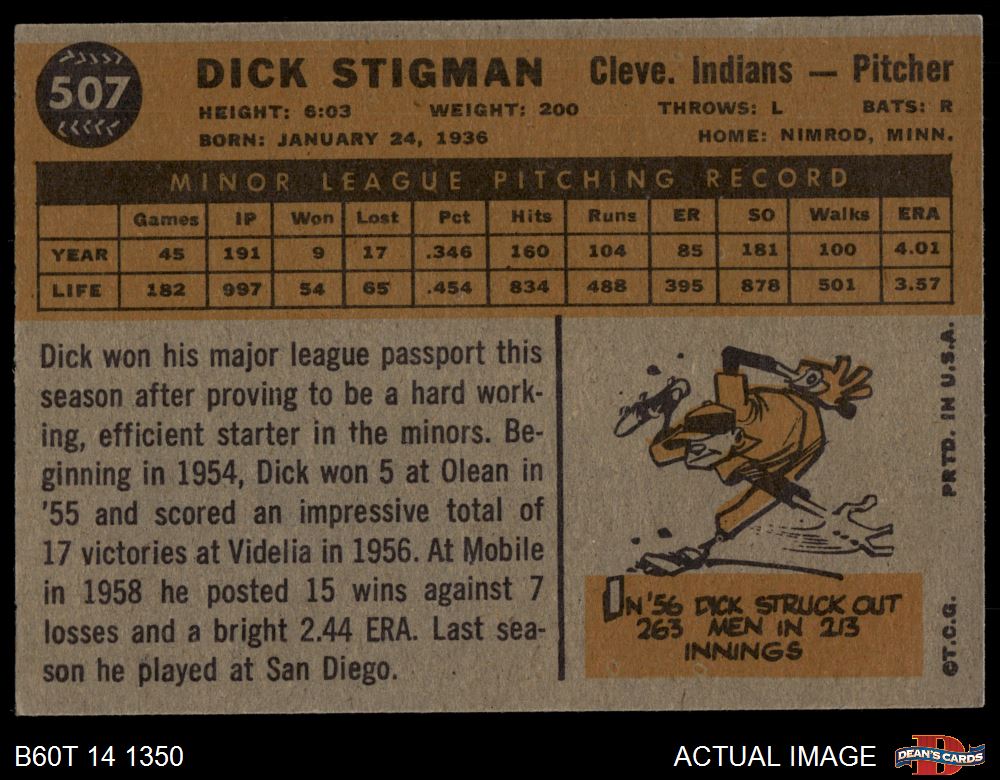 507
DICK STIGMAN Cleve. Indians — Pitcher
HEIGHT: 6:03 WEIGHT: 200 THROWS: L BATS: R
BORN: JANUARY 24, 1936 HOME: NIMROD, MINN.
MINOR LEAGUE PITCHING RECORD
Games IP Won Lost Pct Hits Runs ER SO Walks ERA
YEAR 45 191 9 17 .346 160 104 85 181 100 4.01
LIFE 182 997 54 65 .454 834 488 395 878 501 3.57
Dick won his major league passport this
season after proving to be a hard work-
ing, efficient starter in the minors. Be-
ginning in 1954, Dick won 5 at Olean in
'55 and scored an impressive total of
17 victories at Videlia in 1956. At Mobile
in 1958 he posted 15 wins against 7
losses and a bright 2.44 ERA. Last sea-
son he played at San Diego.
IN '56 DICK STRUCK OUT
263 MEN IN 213
INNINGS
©T.C.G. PRTD. IN U.S.A.
B60T 14 1350 ACTUAL IMAGE DEAN'S CARDS